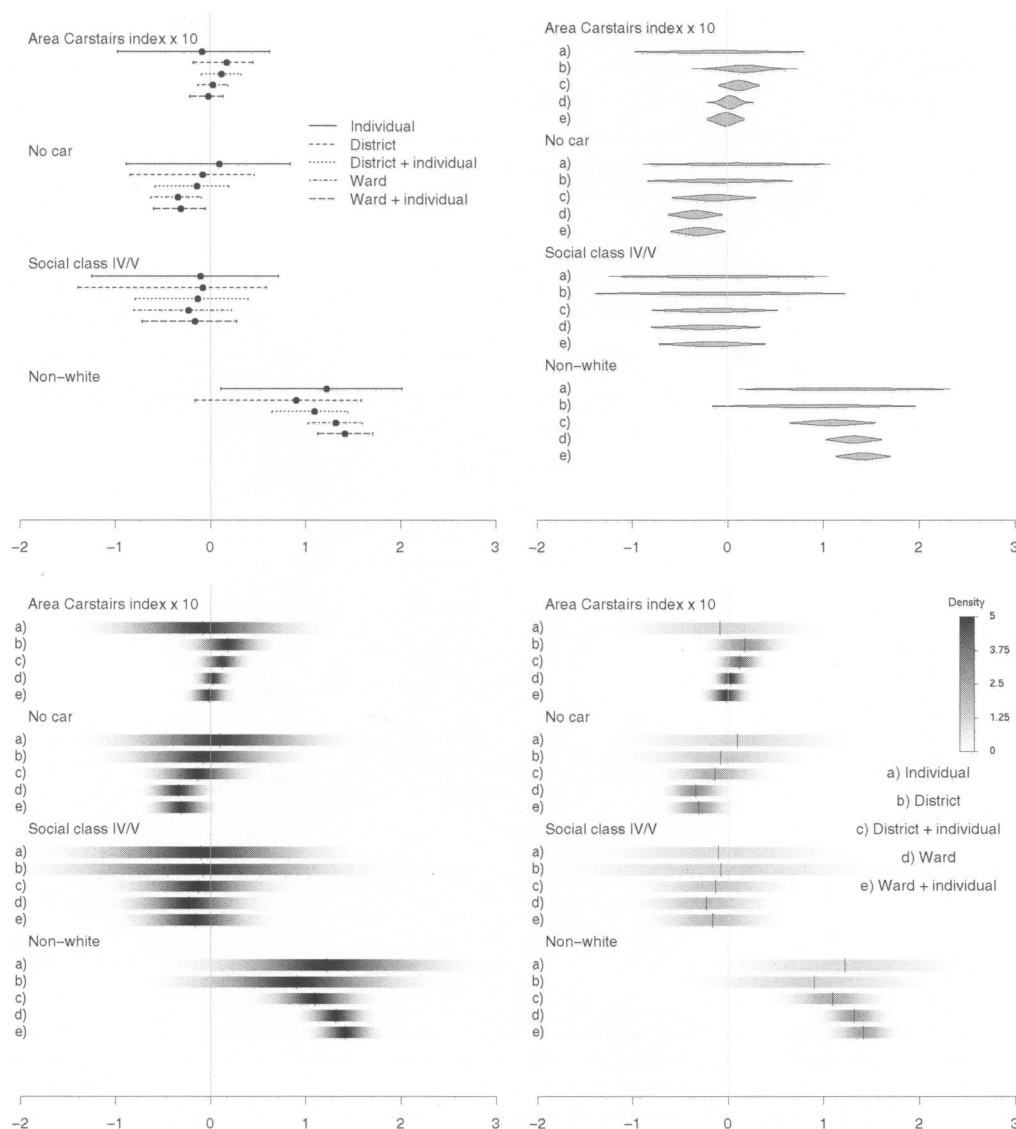 Area Carstairs index x 10
No car
Social class IV/V
Non–white
Individual
District
District + individual
Ward
Ward + individual
−2 −1 0 1 2 3
Area Carstairs index x 10
a)
b)
c)
d)
e)
No car
a)
b)
c)
d)
e)
Social class IV/V
a)
b)
c)
d)
e)
Non–white
a)
b)
c)
d)
e)
−2 −1 0 1 2 3
Area Carstairs index x 10
a)
b)
c)
d)
e)
No car
a)
b)
c)
d)
e)
Social class IV/V
a)
b)
c)
d)
e)
Non–white
a)
b)
c)
d)
e)
−2 −1 0 1 2 3
Area Carstairs index x 10
a)
b)
c)
d)
e)
No car
a)
b)
c)
d)
e)
Social class IV/V
a)
b)
c)
d)
e)
Non–white
a)
b)
c)
d)
e)
Density
5
3.75
2.5
1.25
0
a) Individual
b) District
c) District + individual
d) Ward
e) Ward + individual
−2 −1 0 1 2 3